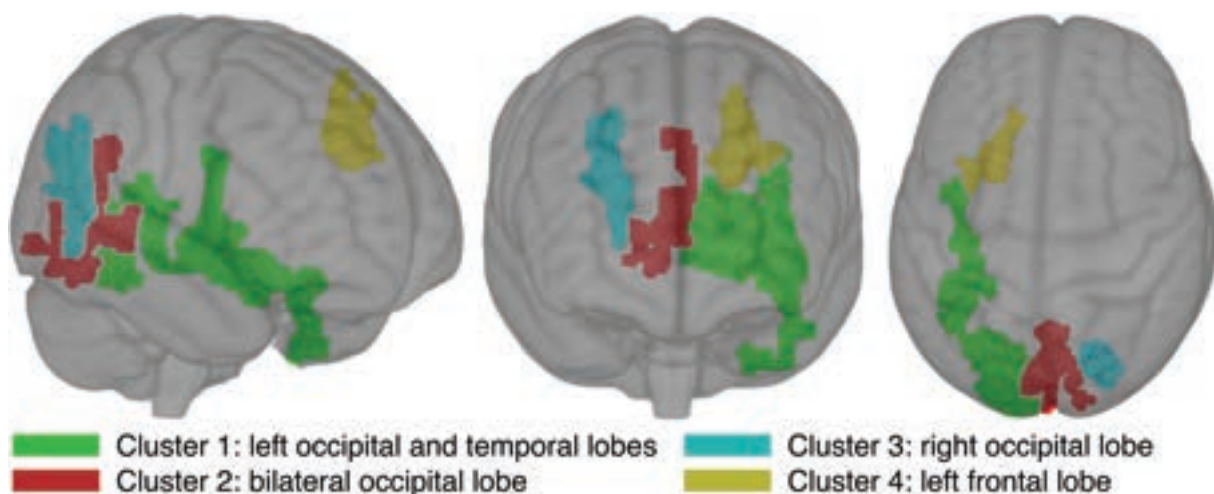 Cluster 1: left occipital and temporal lobes
Cluster 2: bilateral occipital lobe
Cluster 3: right occipital lobe
Cluster 4: left frontal lobe